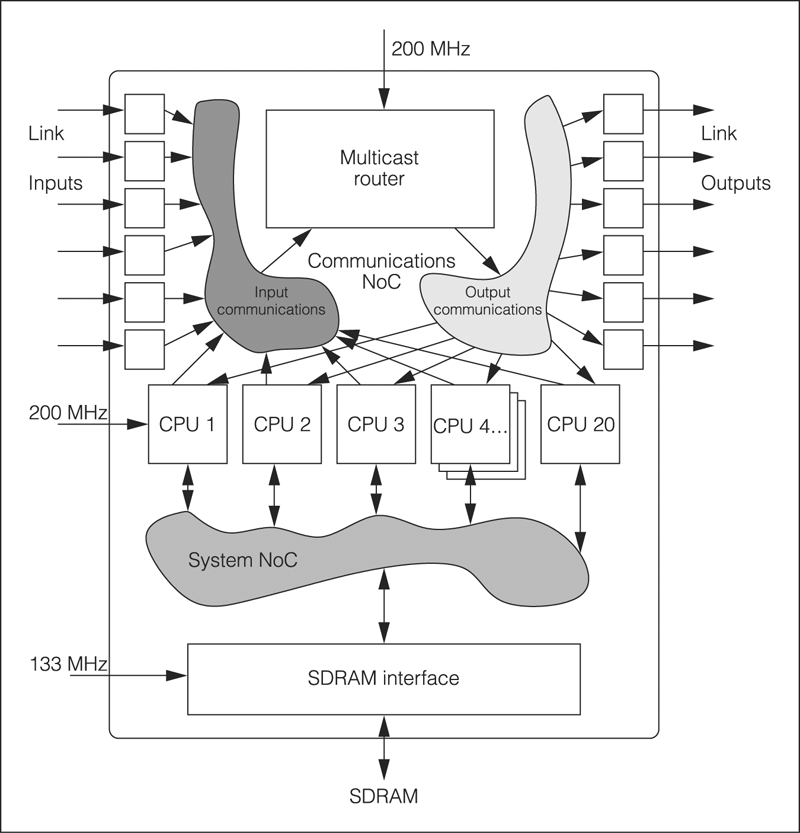 200 MHz
Link
Inputs
Multicast
router
Link
Outputs
Communications
NoC
Input
communications
Output
communications
200 MHz
CPU 1
CPU 2
CPU 3
CPU 4...
CPU 20
System NoC
133 MHz
SDRAM interface
SDRAM